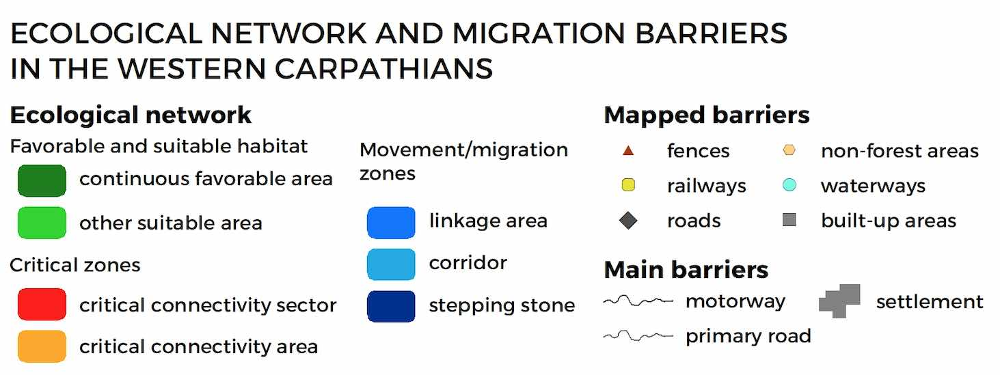 ECOLOGICAL NETWORK AND MIGRATION BARRIERS
IN THE WESTERN CARPATHIANS
Ecological network
Favorable and suitable habitat
continuous favorable area
other suitable area
Critical zones
critical connectivity sector
critical connectivity area
Movement/migration
zones
linkage area
corridor
stepping stone
Mapped barriers
fences
railways
roads
non-forest areas
waterways
built-up areas
Main barriers
motorway
primary road
settlement